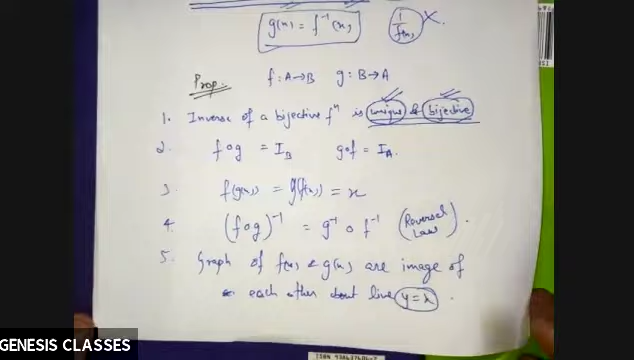 g(x) = f⁻¹(x) 1/f(x) X.
Prop. f : A→B g : B→A
1. Inverse of a bijective fⁿ is unique & bijective
2. fog = I_B gof = I_A.
3. f(g(x)) = g(f(x)) = x
4. (fog)⁻¹ = g⁻¹ o f⁻¹ (Reversal Law).
5. Graph of f(x) & g(x) are image of
each other about line y=x.
GENESIS CLASSES